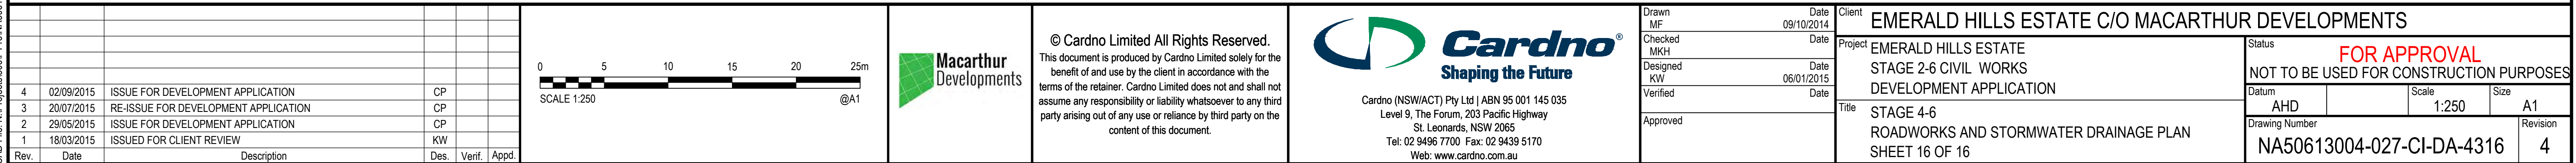 4 02/09/2015 ISSUE FOR DEVELOPMENT APPLICATION CP
3 20/07/2015 RE-ISSUE FOR DEVELOPMENT APPLICATION CP
2 29/05/2015 ISSUE FOR DEVELOPMENT APPLICATION CP
1 18/03/2015 ISSUED FOR CLIENT REVIEW KW
Rev. Date Description Des. Verif. Appd.
0 5 10 15 20 25m
SCALE 1:250 @A1
Macarthur
Developments
© Cardno Limited All Rights Reserved.
This document is produced by Cardno Limited solely for the
benefit of and use by the client in accordance with the
terms of the retainer. Cardno Limited does not and shall not
assume any responsibility or liability whatsoever to any third
party arising out of any use or reliance by third party on the
content of this document.
Cardno®
Shaping the Future
Cardno (NSW/ACT) Pty Ltd | ABN 95 001 145 035
Level 9, The Forum, 203 Pacific Highway
St. Leonards, NSW 2065
Tel: 02 9496 7700 Fax: 02 9439 5170
Web: www.cardno.com.au
Drawn Date
MF 09/10/2014
Checked Date
MKH
Designed Date
KW 06/01/2015
Verified Date
Approved
Client EMERALD HILLS ESTATE C/O MACARTHUR DEVELOPMENTS
Project EMERALD HILLS ESTATE
STAGE 2-6 CIVIL WORKS
DEVELOPMENT APPLICATION
Title STAGE 4-6
ROADWORKS AND STORMWATER DRAINAGE PLAN
SHEET 16 OF 16
Status
FOR APPROVAL
NOT TO BE USED FOR CONSTRUCTION PURPOSES
Datum Scale Size
AHD 1:250 A1
Drawing Number Revision
NA50613004-027-CI-DA-4316 4